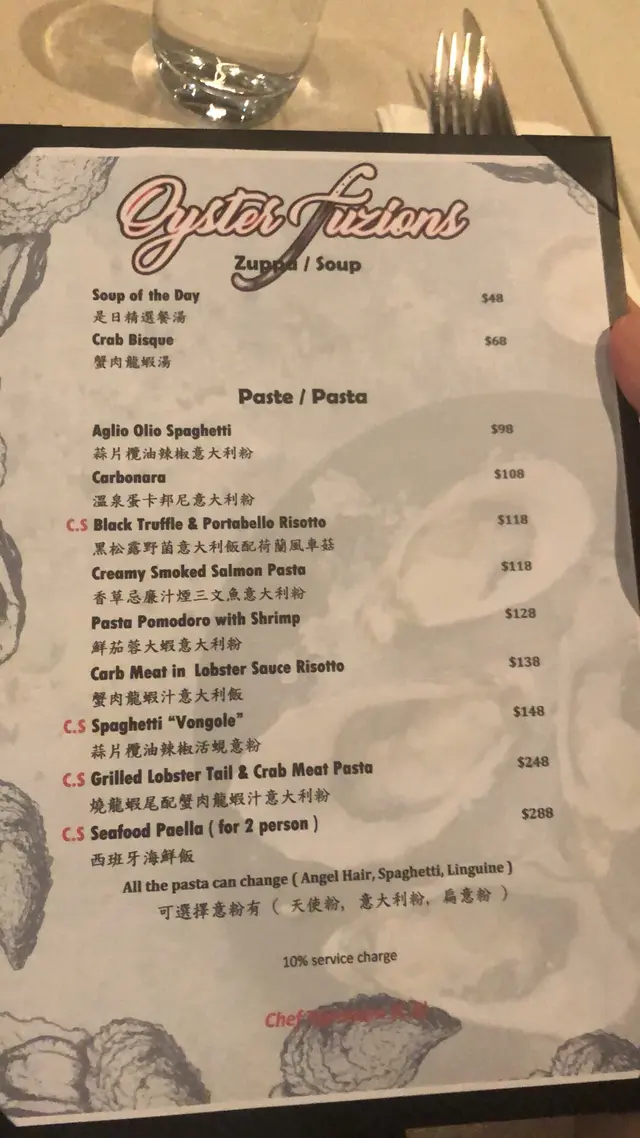 Oyster Fuzions
Zuppa / Soup
Soup of the Day $48
是日精選餐湯
Crab Bisque $68
蟹肉龍蝦湯
Paste / Pasta
Aglio Olio Spaghetti $98
蒜片欖油辣椒意大利粉
Carbonara $108
溫泉蛋卡邦尼意大利粉
C.S Black Truffle & Portabello Risotto $118
黑松露野菌意大利飯配荷蘭風車菇
Creamy Smoked Salmon Pasta $118
香草忌廉汁煙三文魚意大利粉
Pasta Pomodoro with Shrimp $128
鮮茄蓉大蝦意大利粉
Carb Meat in Lobster Sauce Risotto $138
蟹肉龍蝦汁意大利飯
C.S Spaghetti “Vongole” $148
蒜片欖油辣椒活蜆意粉
C.S Grilled Lobster Tail & Crab Meat Pasta $248
燒龍蝦尾配蟹肉龍蝦汁意大利粉
C.S Seafood Paella ( for 2 person ) $288
西班牙海鮮飯
All the pasta can change ( Angel Hair, Spaghetti, Linguine )
可選擇意粉有 ( 天使粉, 意大利粉, 扁意粉 )
10% service charge
Chef